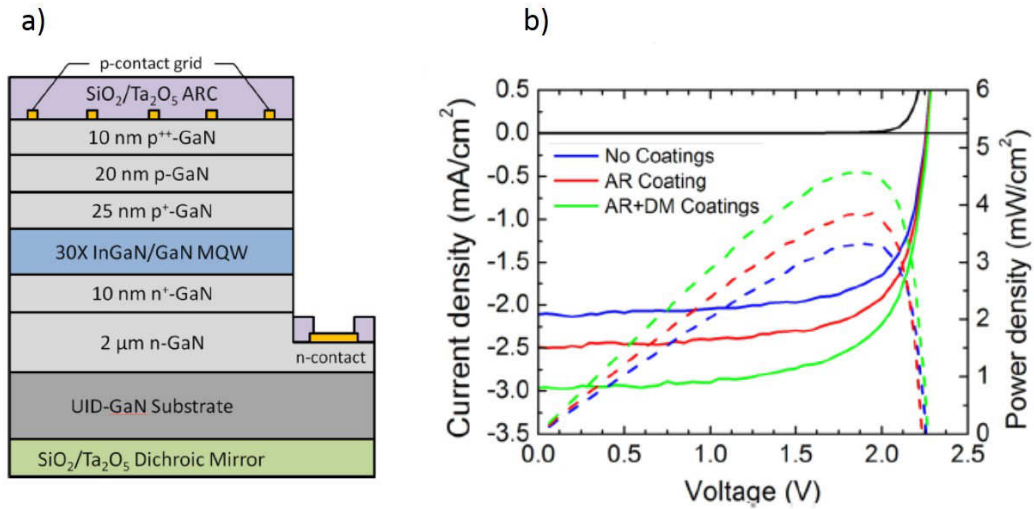 a)
p-contact grid
SiO₂/Ta₂O₅ ARC
10 nm p⁺⁺-GaN
20 nm p-GaN
25 nm p⁺-GaN
30X InGaN/GaN MQW
10 nm n⁺-GaN
2 µm n-GaN
n-contact
UID-GaN Substrate
SiO₂/Ta₂O₅ Dichroic Mirror
b)
Current density (mA/cm²)
0.5
0.0
-0.5
-1.0
-1.5
-2.0
-2.5
-3.0
-3.5
No Coatings
AR Coating
AR+DM Coatings
6
5
4
3
2
1
0
Power density (mW/cm²)
0.0 0.5 1.0 1.5 2.0 2.5
Voltage (V)